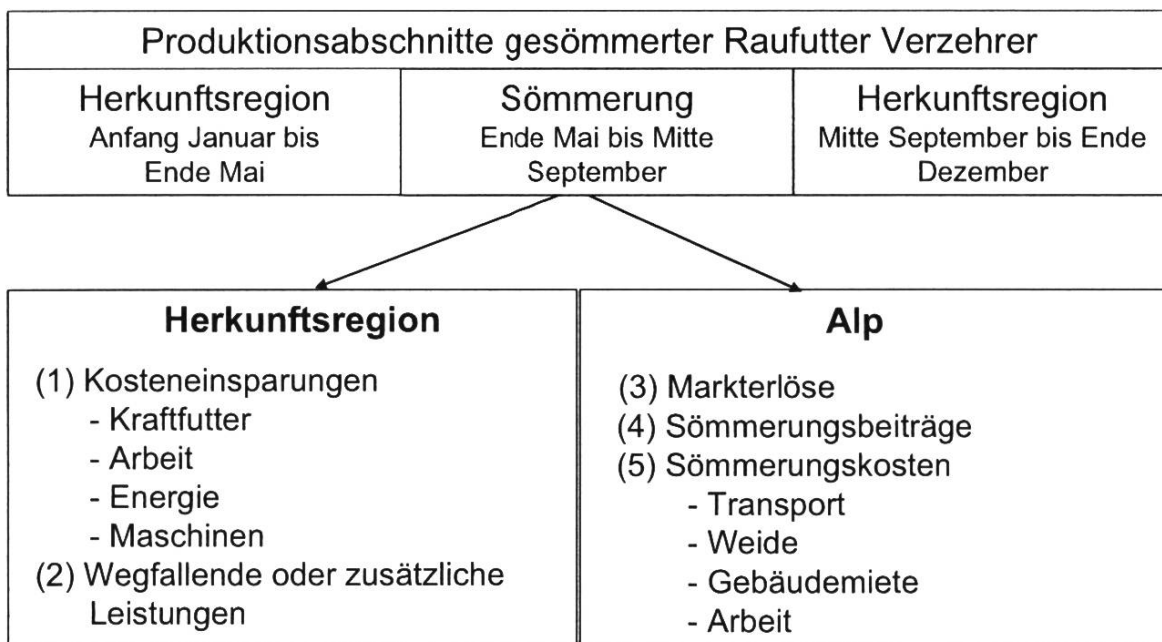 Produktionsabschnitte gesömmerter Raufutter Verzehrer
Herkunftsregion
Anfang Januar bis
Ende Mai
Sömmerung
Ende Mai bis Mitte
September
Herkunftsregion
Mitte September bis Ende
Dezember
Herkunftsregion
(1) Kosteneinsparungen
- Kraftfutter
- Arbeit
- Energie
- Maschinen
(2) Wegfallende oder zusätzliche
Leistungen
Alp
(3) Markterlöse
(4) Sömmerungsbeiträge
(5) Sömmerungskosten
- Transport
- Weide
- Gebäudemiete
- Arbeit